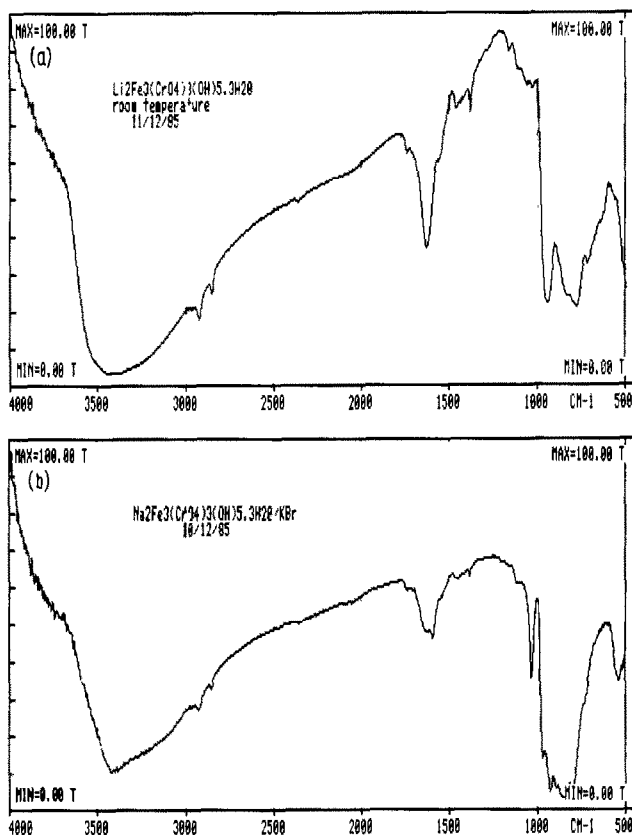 MAX=100.00 T MAX=100.00 T
(a)
Li2Fe3(CrO4)3(OH)5.3H2O
room temperature
11/12/85
MIN=0.00 T MIN=0.00 T
4000 3500 3000 2500 2000 1500 1000 CM-1 500
MAX=100.00 T MAX=100.00 T
(b)
Na2Fe3(CrO4)3(OH)5.3H2O/KBr
10/12/85
MIN=0.00 T MIN=0.00 T
4000 3500 3000 2500 2000 1500 1000 CM-1 500